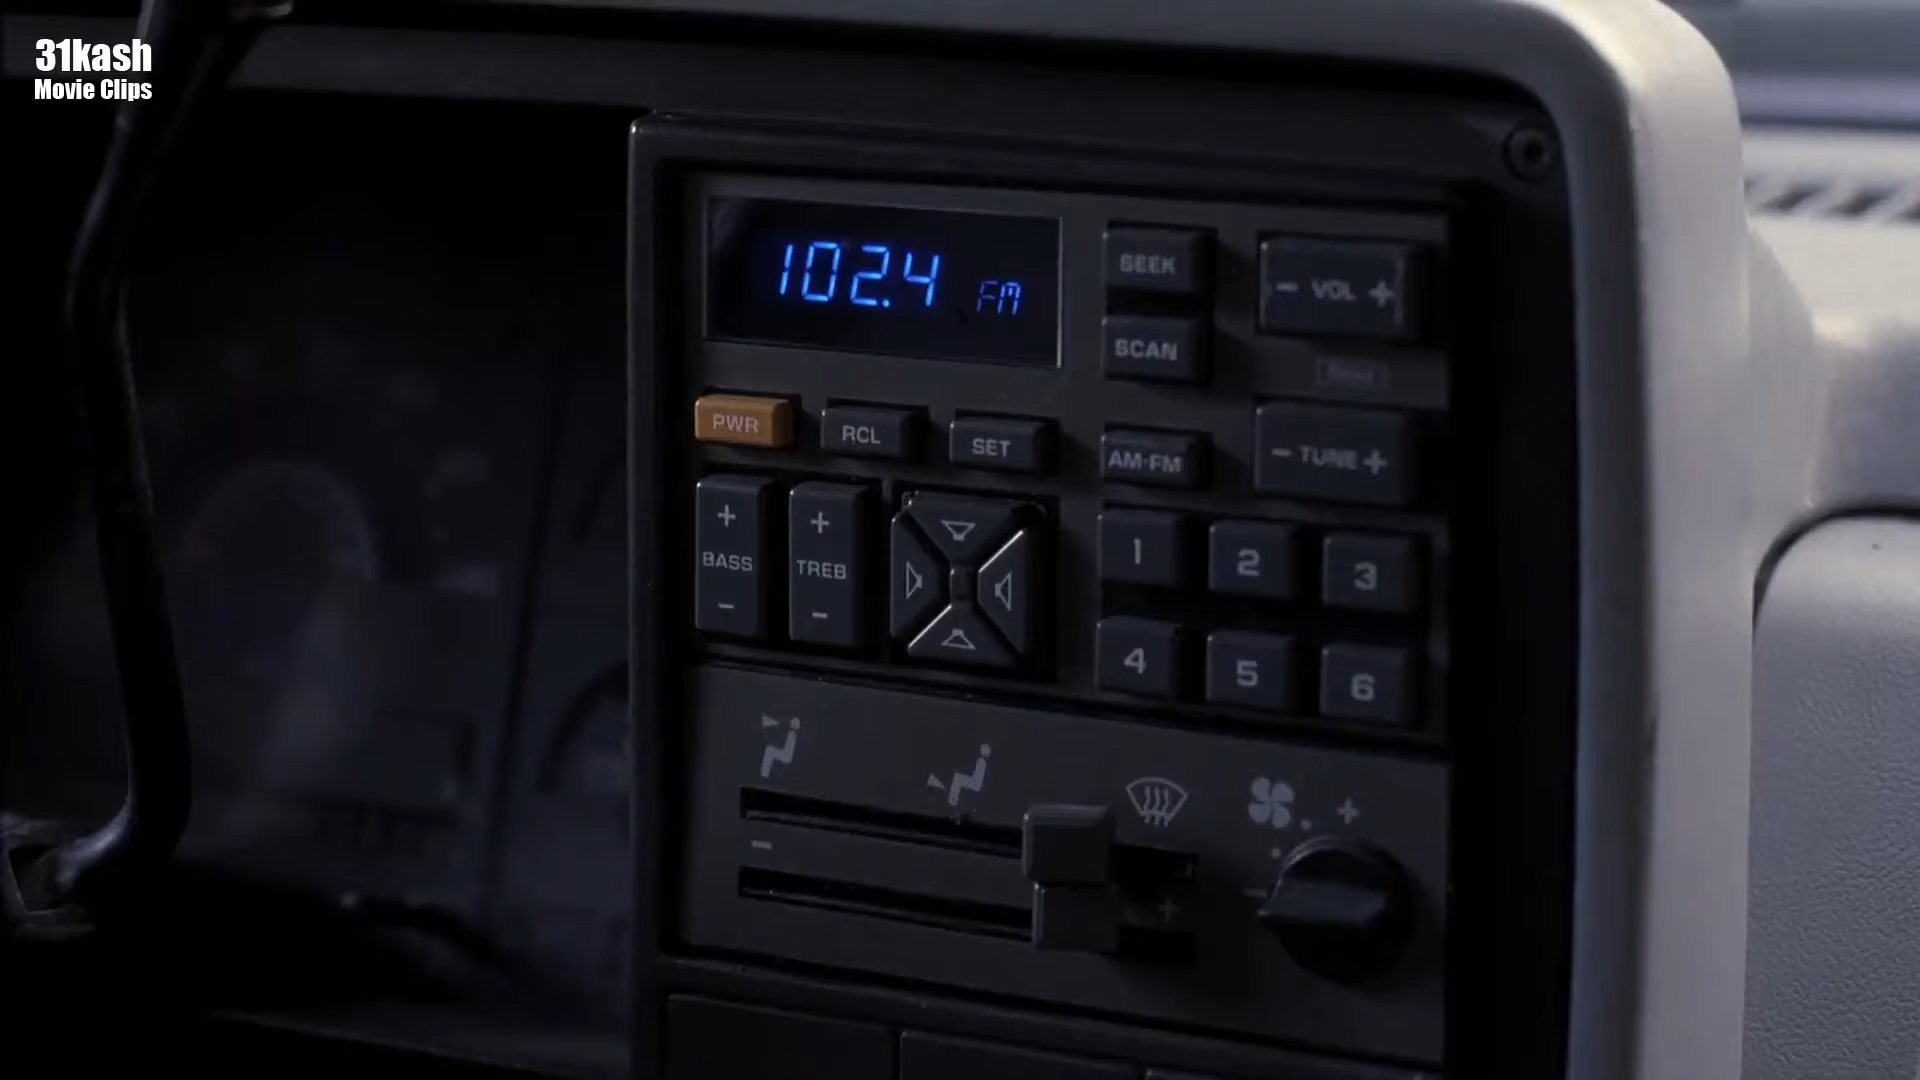 31kash
Movie Clips
102.4 FM
SEEK
- VOL +
SCAN
PWR
RCL
SET
AM·FM
- TUNE +
+
BASS
-
+
TREB
-
1
2
3
4
5
6
+
-
+
-